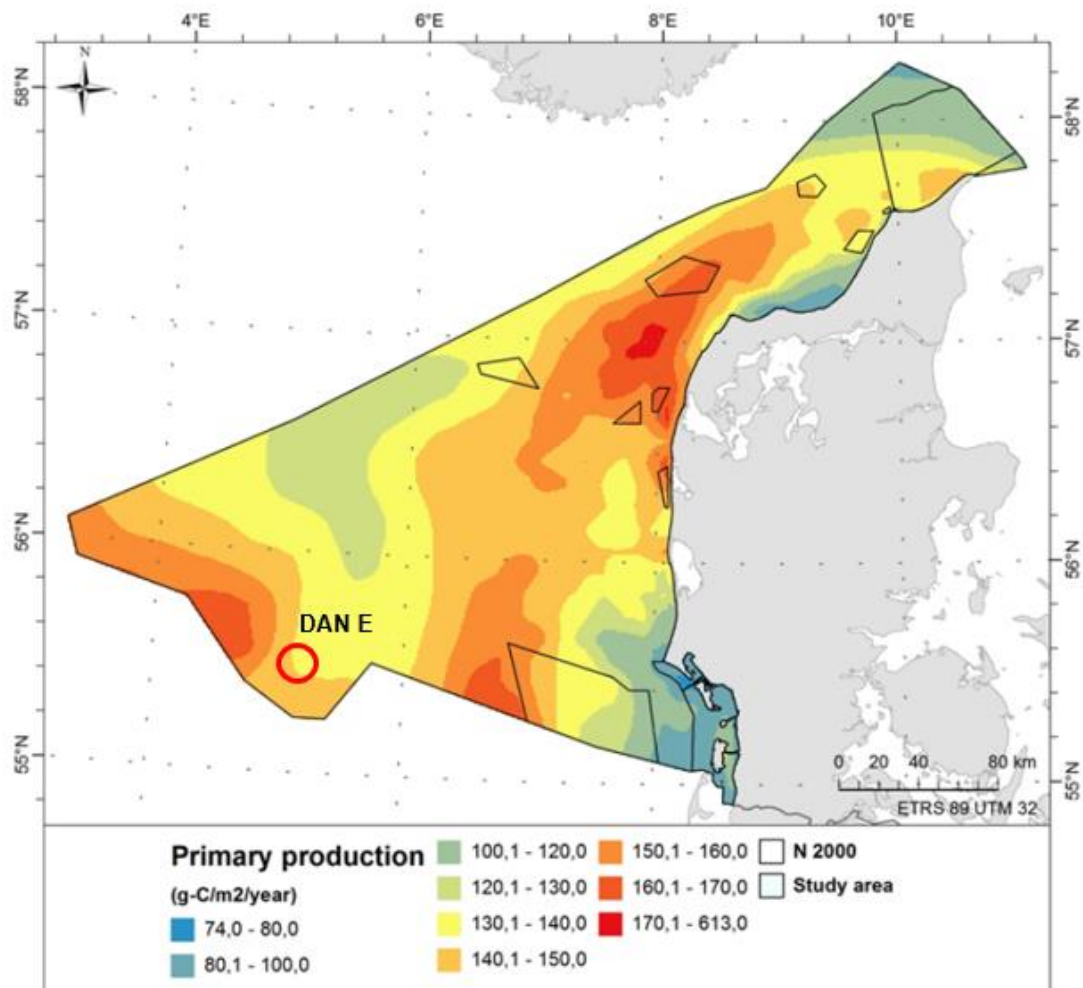 4°E 6°E 8°E 10°E
N
58°N 58°N
57°N 57°N
56°N 56°N
DAN E
55°N 55°N
0 20 40 80 km
ETRS 89 UTM 32
Primary production
(g-C/m2/year)
74,0 - 80,0
80,1 - 100,0
100,1 - 120,0
120,1 - 130,0
130,1 - 140,0
140,1 - 150,0
150,1 - 160,0
160,1 - 170,0
170,1 - 613,0
N 2000
Study area